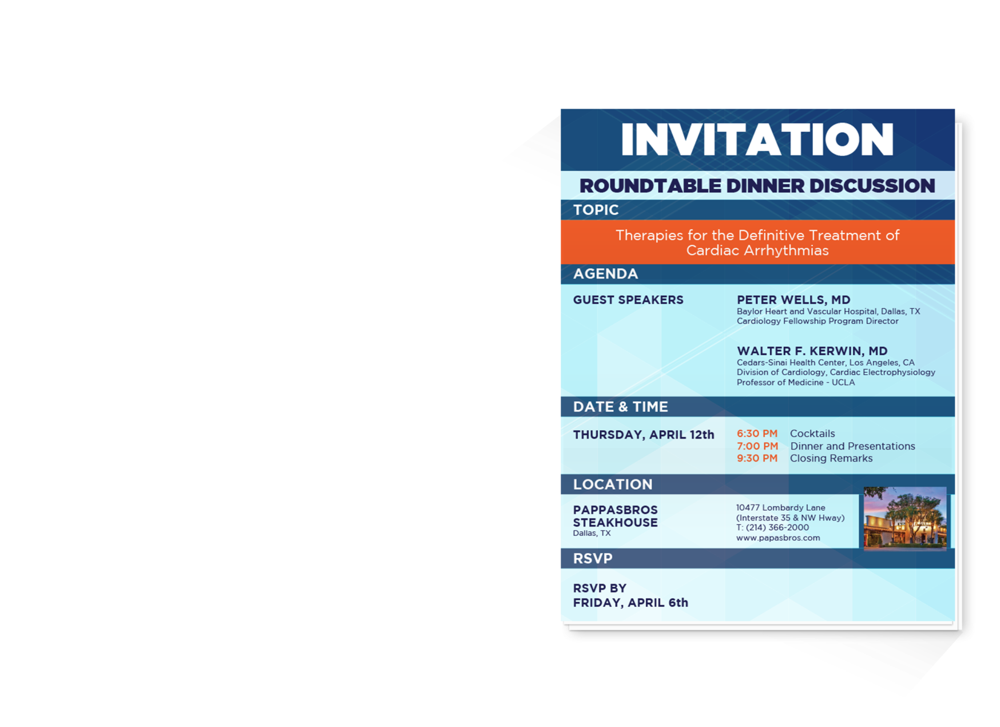 INVITATION
ROUNDTABLE DINNER DISCUSSION
TOPIC
Therapies for the Definitive Treatment of
Cardiac Arrhythmias
AGENDA
GUEST SPEAKERS
PETER WELLS, MD
Baylor Heart and Vascular Hospital, Dallas, TX
Cardiology Fellowship Program Director
WALTER F. KERWIN, MD
Cedars-Sinai Health Center, Los Angeles, CA
Division of Cardiology, Cardiac Electrophysiology
Professor of Medicine - UCLA
DATE & TIME
THURSDAY, APRIL 12th
6:30 PM Cocktails
7:00 PM Dinner and Presentations
9:30 PM Closing Remarks
LOCATION
PAPPASBROS
STEAKHOUSE
Dallas, TX
10477 Lombardy Lane
(Interstate 35 & NW Hway)
T: (214) 366-2000
www.papasbros.com
RSVP
RSVP BY
FRIDAY, APRIL 6th